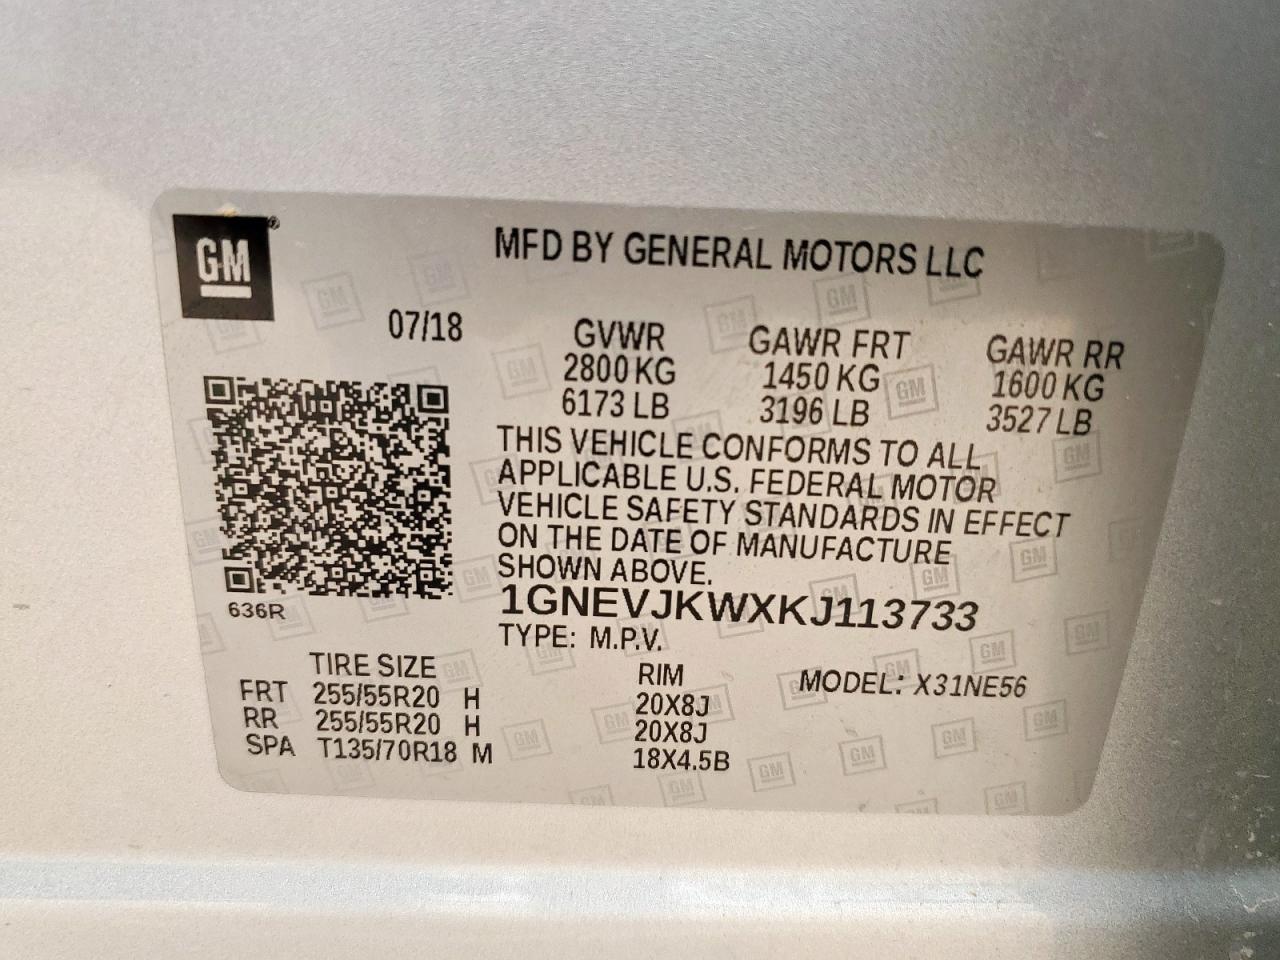 GM ®
MFD BY GENERAL MOTORS LLC
07/18
GVWR GAWR FRT GAWR RR
2800 KG 1450 KG 1600 KG
6173 LB 3196 LB 3527 LB
THIS VEHICLE CONFORMS TO ALL
APPLICABLE U.S. FEDERAL MOTOR
VEHICLE SAFETY STANDARDS IN EFFECT
ON THE DATE OF MANUFACTURE
SHOWN ABOVE.
636R
1GNEVJKWXKJ113733
TYPE: M.P.V.
TIRE SIZE RIM MODEL: X31NE56
FRT 255/55R20 H 20X8J
RR 255/55R20 H 20X8J
SPA T135/70R18 M 18X4.5B